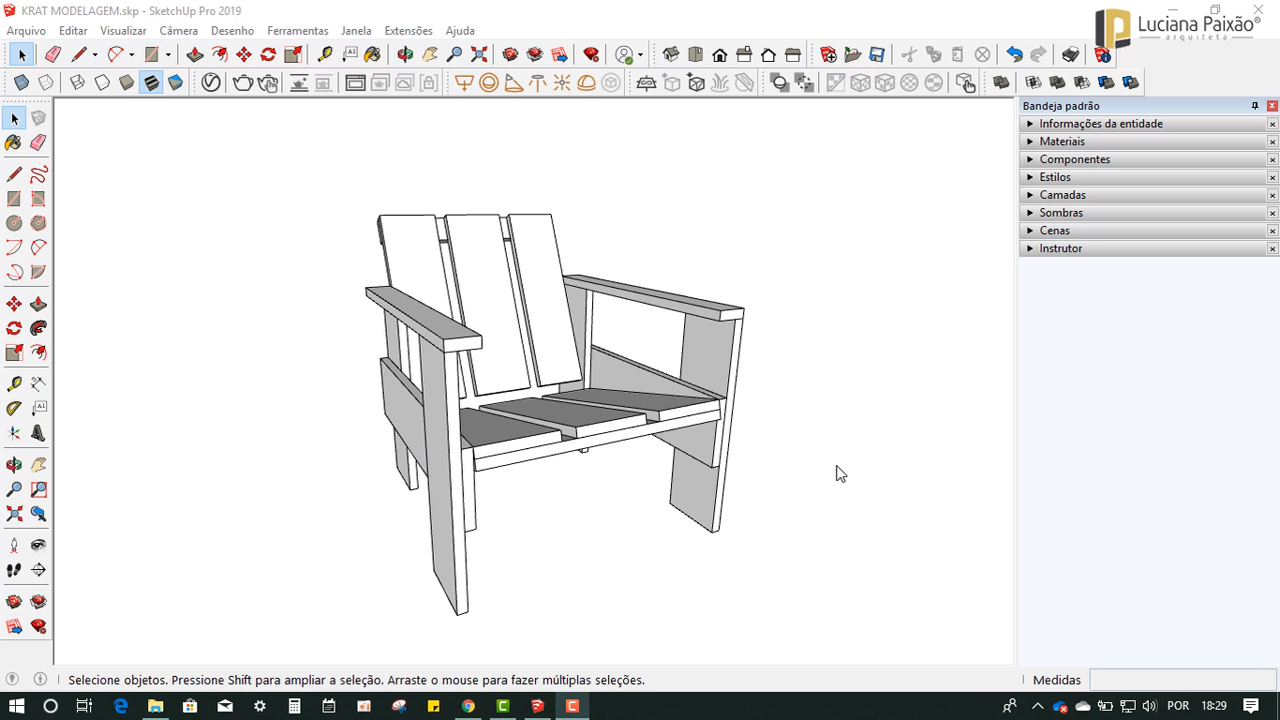 KRAT MODELAGEM.skp - SketchUp Pro 2019
Luciana Paixão®
arquiteta
Arquivo Editar Visualizar Câmera Desenho Ferramentas Janela Extensões Ajuda
Bandeja padrão
Informações da entidade
Materiais
Componentes
Estilos
Camadas
Sombras
Cenas
Instrutor
Selecione objetos. Pressione Shift para ampliar a seleção. Arraste o mouse para fazer múltiplas seleções.
Medidas
POR 18:29